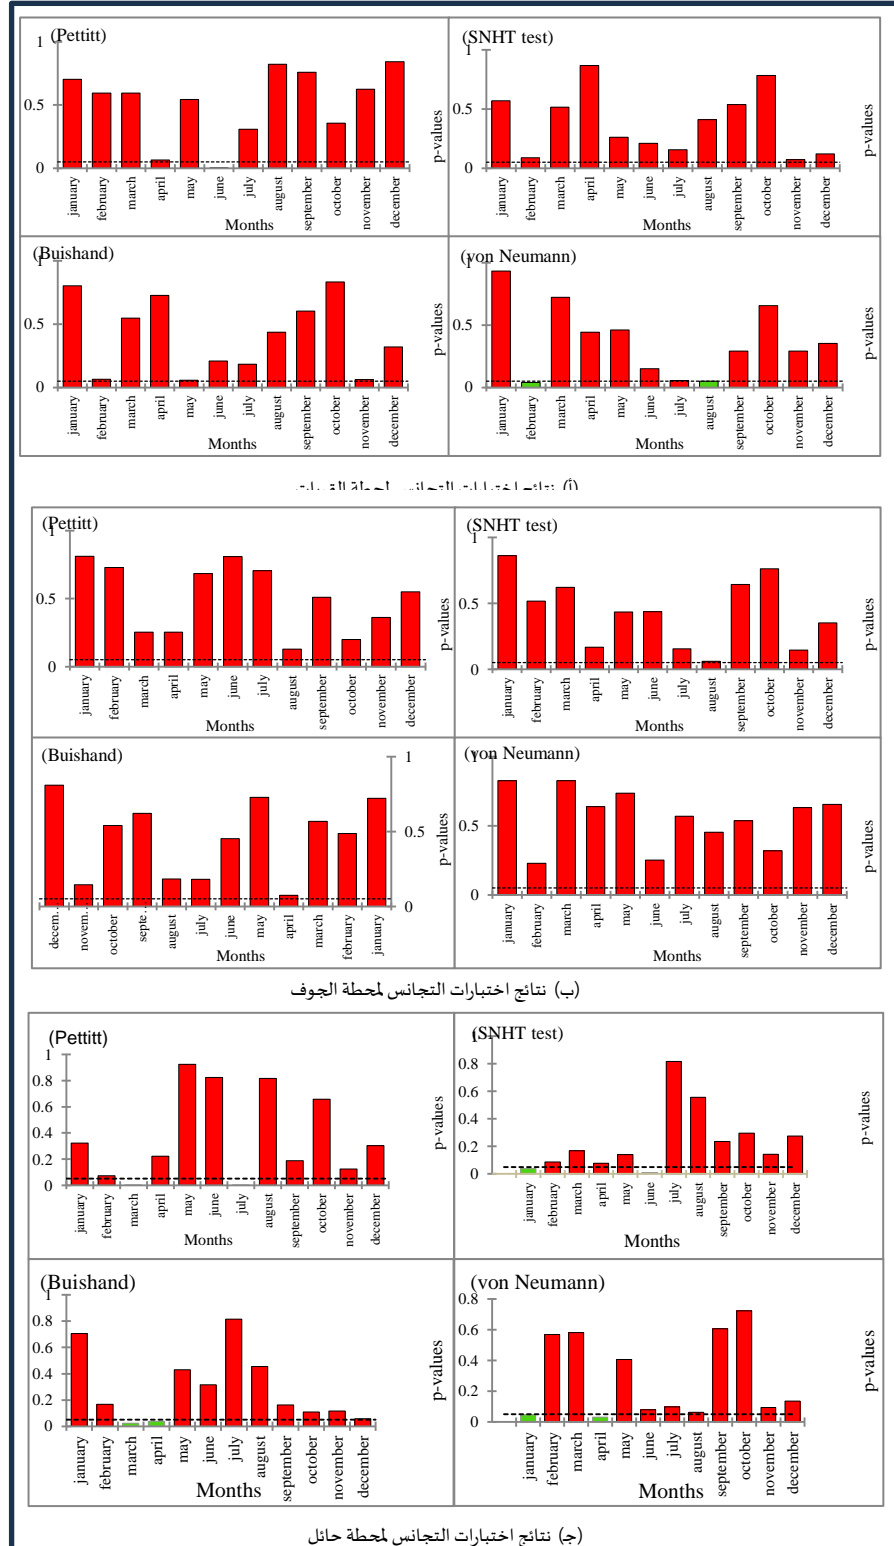 (Pettitt)
1
0.5
0
p-values
january
february
march
april
may
june
july
august
september
october
november
december
Months
(SNHT test)
1
0.5
0
p-values
january
february
march
april
may
june
july
august
september
october
november
december
Months
(Buishand)
1
0.5
0
p-values
january
february
march
april
may
june
july
august
september
october
november
december
Months
(von Neumann)
1
0.5
0
p-values
january
february
march
april
may
june
july
august
september
october
november
december
Months
(أ) نتائج اختبارات التجانس لمحطة القريات
(Pettitt)
1
0.5
0
p-values
january
february
march
april
may
june
july
august
september
october
november
december
Months
(SNHT test)
1
0.5
0
p-values
january
february
march
april
may
june
july
august
september
october
november
december
Months
(Buishand)
1
0.5
0
p-values
decem..
novem..
october
septe..
august
july
june
may
april
march
february
january
Months
(von Neumann)
1
0.5
0
p-values
january
february
march
april
may
june
july
august
september
october
november
december
Months
(ب) نتائج اختبارات التجانس لمحطة الجوف
(Pettitt)
1
0.8
0.6
0.4
0.2
0
p-values
january
february
march
april
may
june
july
august
september
october
november
december
Months
(SNHT test)
1
0.8
0.6
0.4
0.2
0
p-values
january
february
march
april
may
june
july
august
september
october
november
december
Months
(Buishand)
1
0.8
0.6
0.4
0.2
0
p-values
january
february
march
april
may
june
july
august
september
october
november
december
Months
(von Neumann)
0.8
0.6
0.4
0.2
0
p-values
january
february
march
april
may
june
july
august
september
october
november
december
Months
(ج) نتائج اختبارات التجانس لمحطة حائل